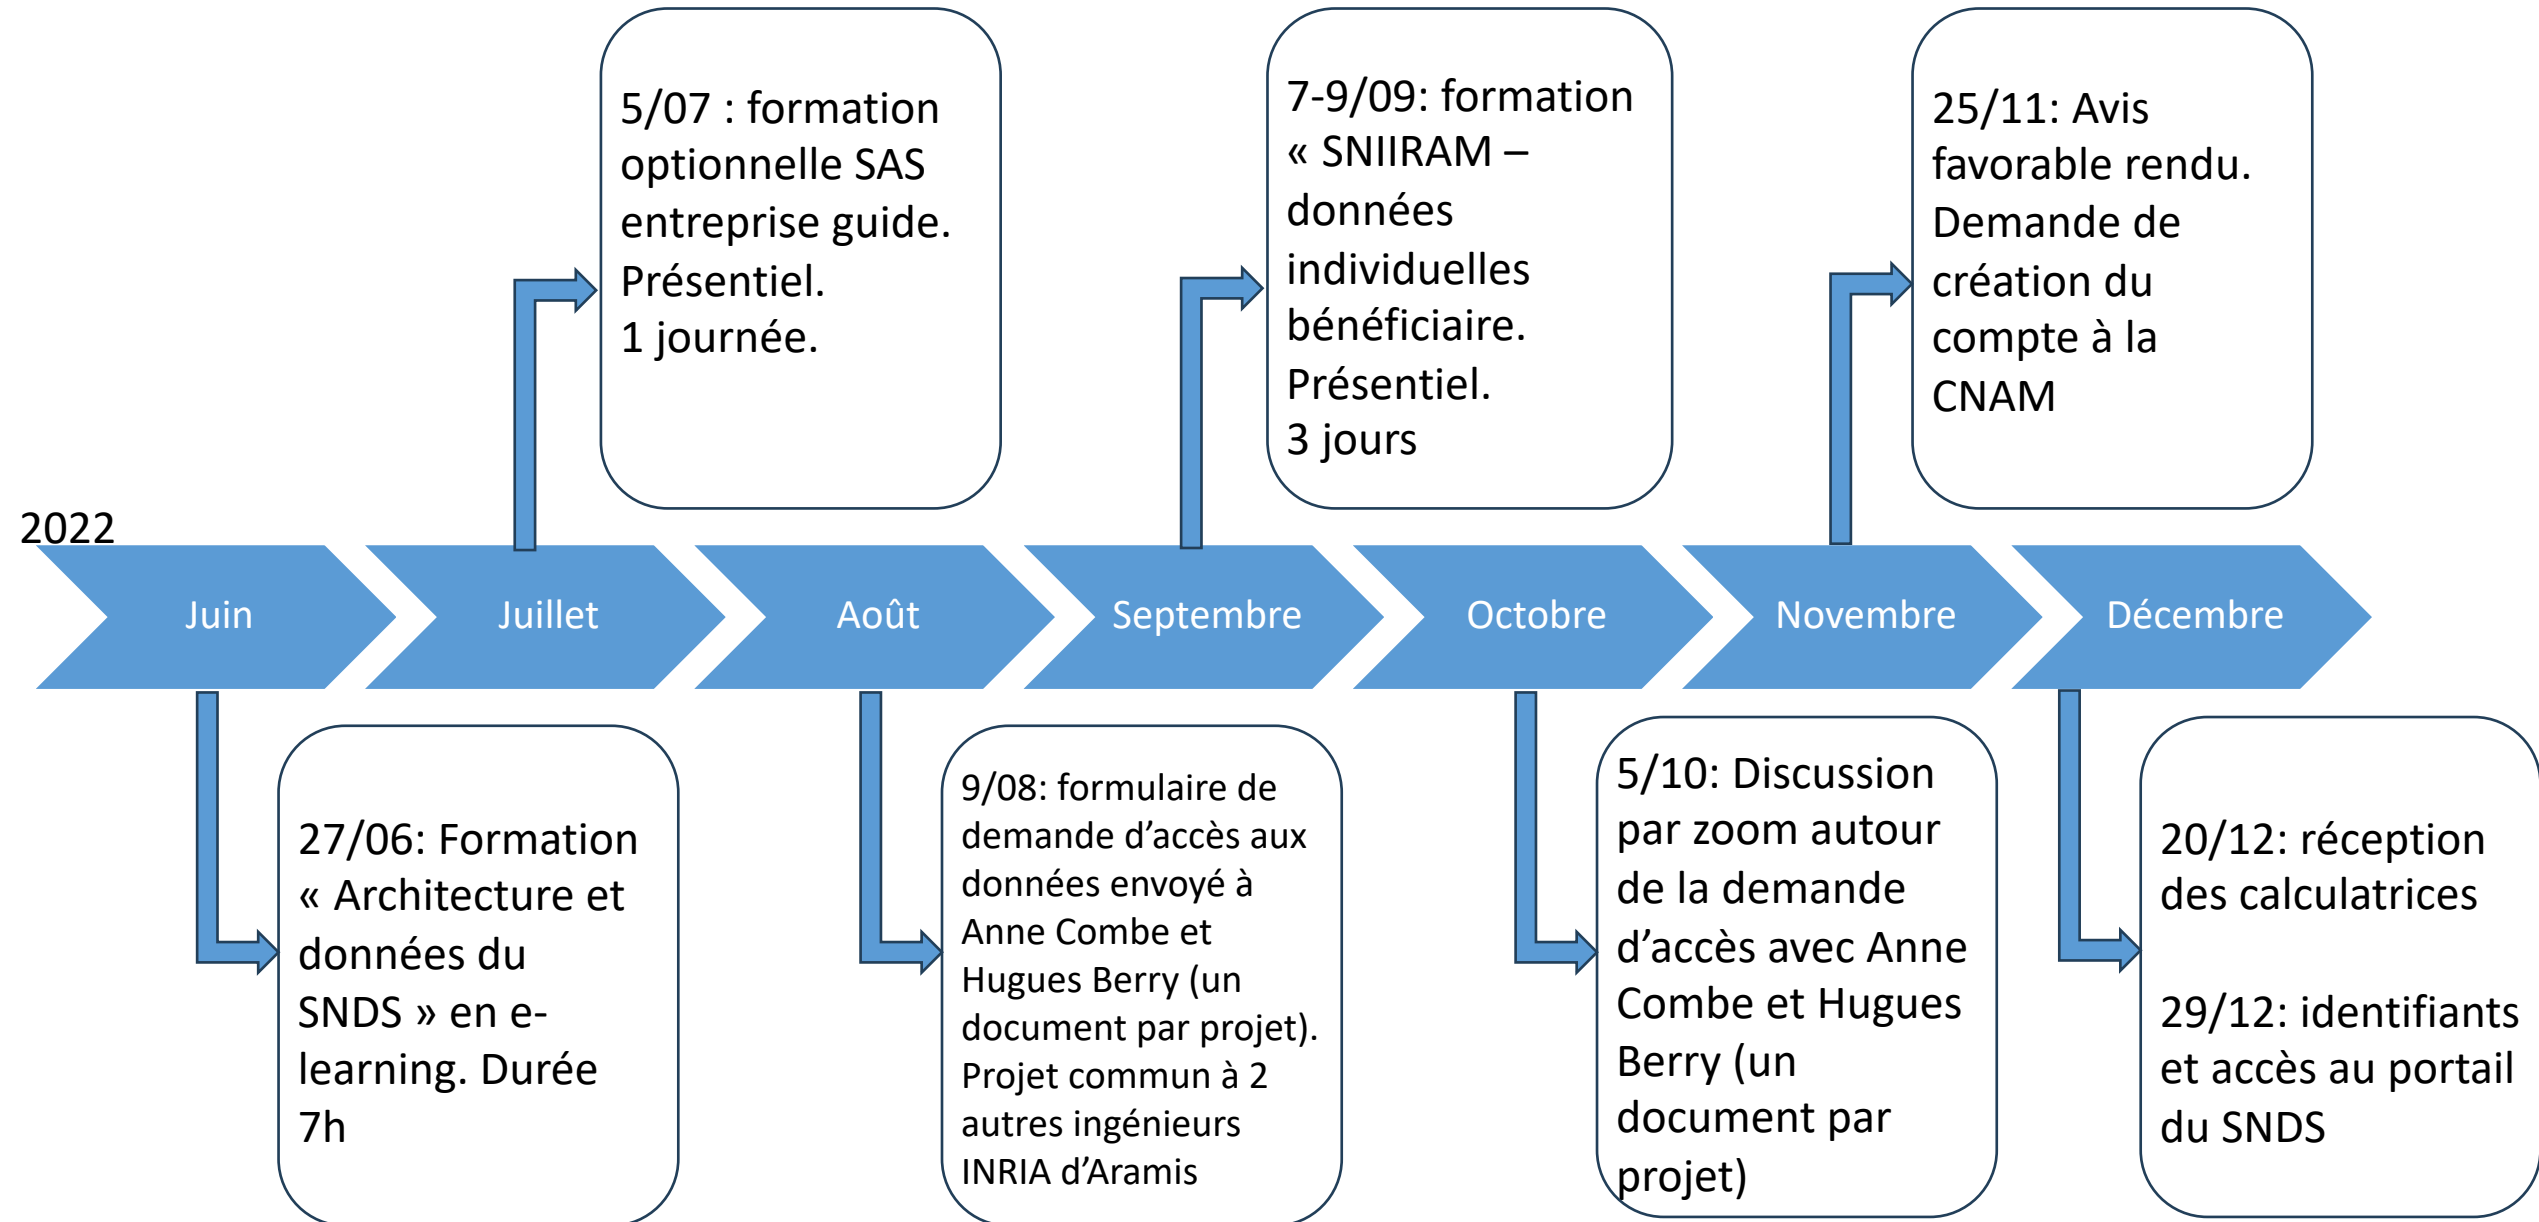 5/07 : formation
optionnelle SAS
entreprise guide.
Présentiel.
1 journée.
7-9/09: formation
« SNIIRAM –
données
individuelles
bénéficiaire.
Présentiel.
3 jours
25/11: Avis
favorable rendu.
Demande de
création du
compte à la
CNAM
2022
Juin
Juillet
Août
Septembre
Octobre
Novembre
Décembre
27/06: Formation
« Architecture et
données du
SNDS » en e-
learning. Durée
7h
9/08: formulaire de
demande d’accès aux
données envoyé à
Anne Combe et
Hugues Berry (un
document par projet).
Projet commun à 2
autres ingénieurs
INRIA d’Aramis
5/10: Discussion
par zoom autour
de la demande
d’accès avec Anne
Combe et Hugues
Berry (un
document par
projet)
20/12: réception
des calculatrices
29/12: identifiants
et accès au portail
du SNDS